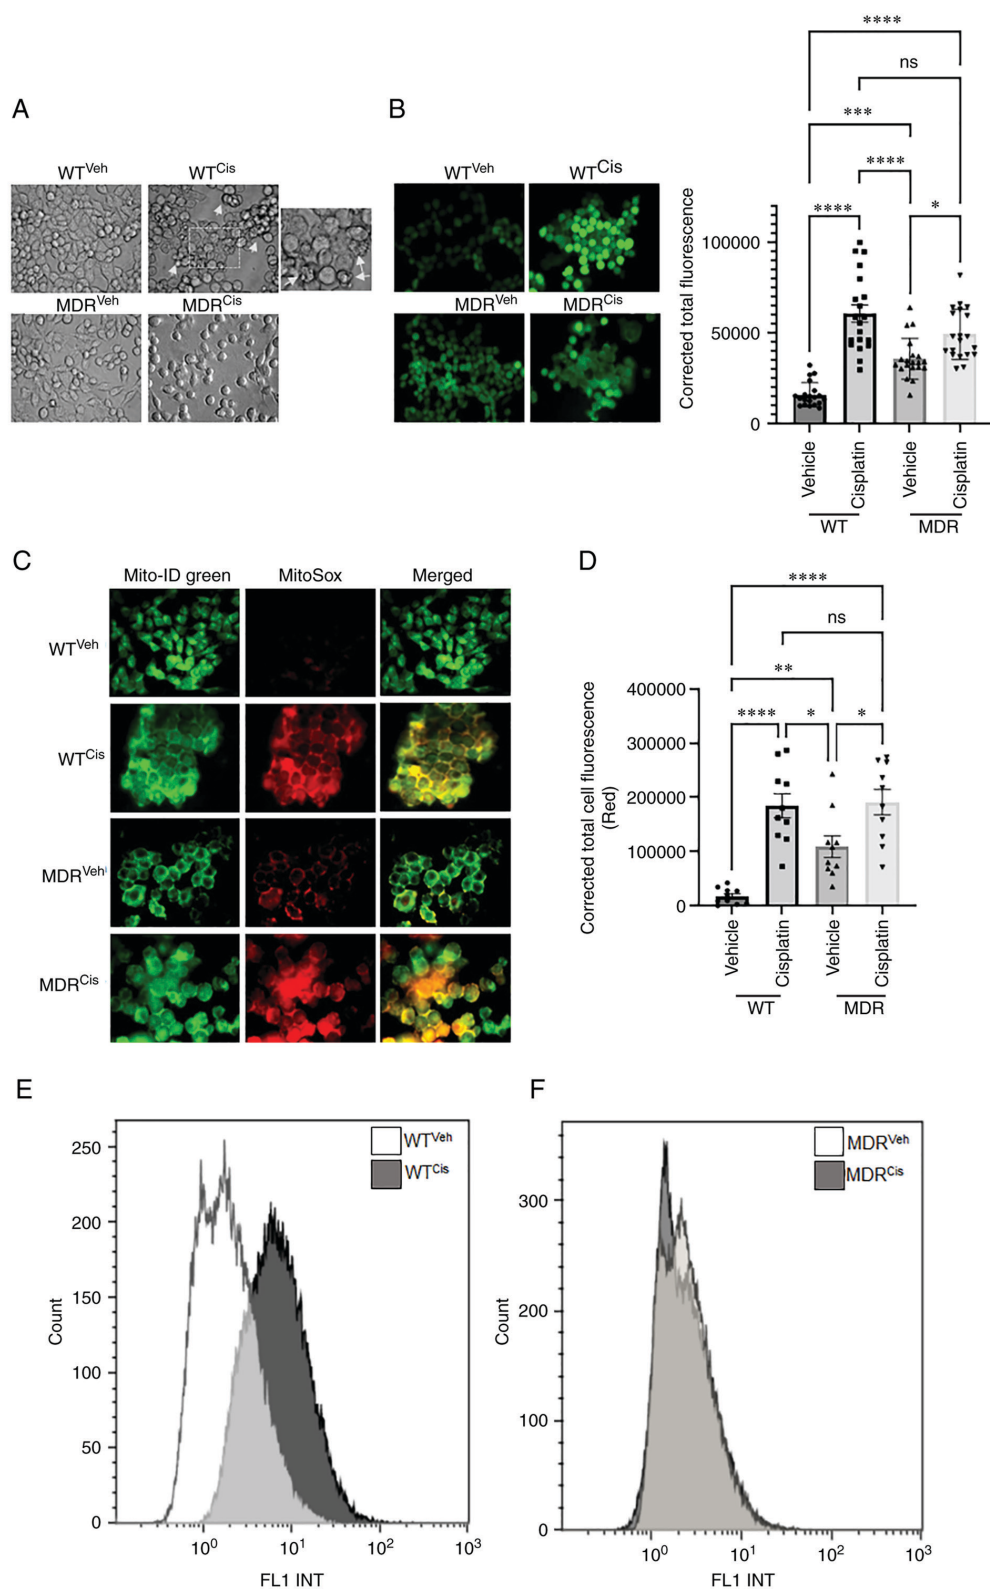 A
WT^Veh
WT^Cis
MDR^Veh
MDR^Cis
B
WT^Veh
WT^Cis
MDR^Veh
MDR^Cis
****
ns
***
****
****
*
Corrected total fluorescence
100000
50000
0
Vehicle
Cisplatin
Vehicle
Cisplatin
WT
MDR
C
Mito-ID green
MitoSox
Merged
WT^Veh
WT^Cis
MDR^Vehi
MDR^Cis
D
****
ns
**
****
*
*
Corrected total cell fluorescence
(Red)
400000
300000
200000
100000
0
Vehicle
Cisplatin
Vehicle
Cisplatin
WT
MDR
E
WT^Veh
WT^Cis
Count
250
200
150
100
50
0
10^0
10^1
10^2
10^3
FL1 INT
F
MDR^Veh
MDR^Cis
Count
300
200
100
0
10^0
10^1
10^2
10^3
FL1 INT